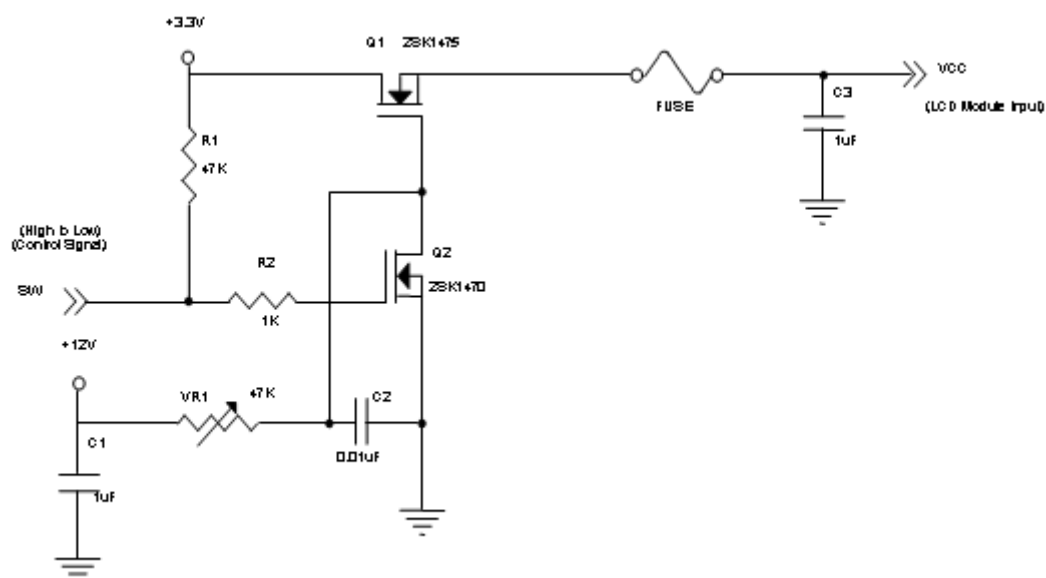 +3.3V
Q1 2SK1475
VCC
(LCD Module Input)
FUSE
C3
1uF
R1
47K
(High to Low)
(Control Signal)
SW
R2
1K
Q2
2SK1470
+12V
VR1 47K
C2
0.01uF
C1
1uF